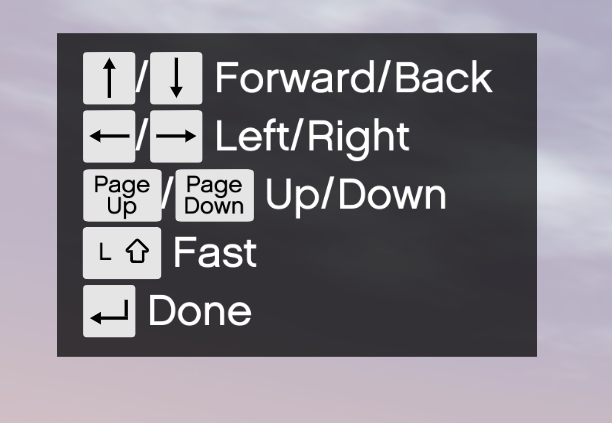 ↑/↓ Forward/Back
←/→ Left/Right
Page Up/Page Down Up/Down
L ⇧ Fast
↵ Done